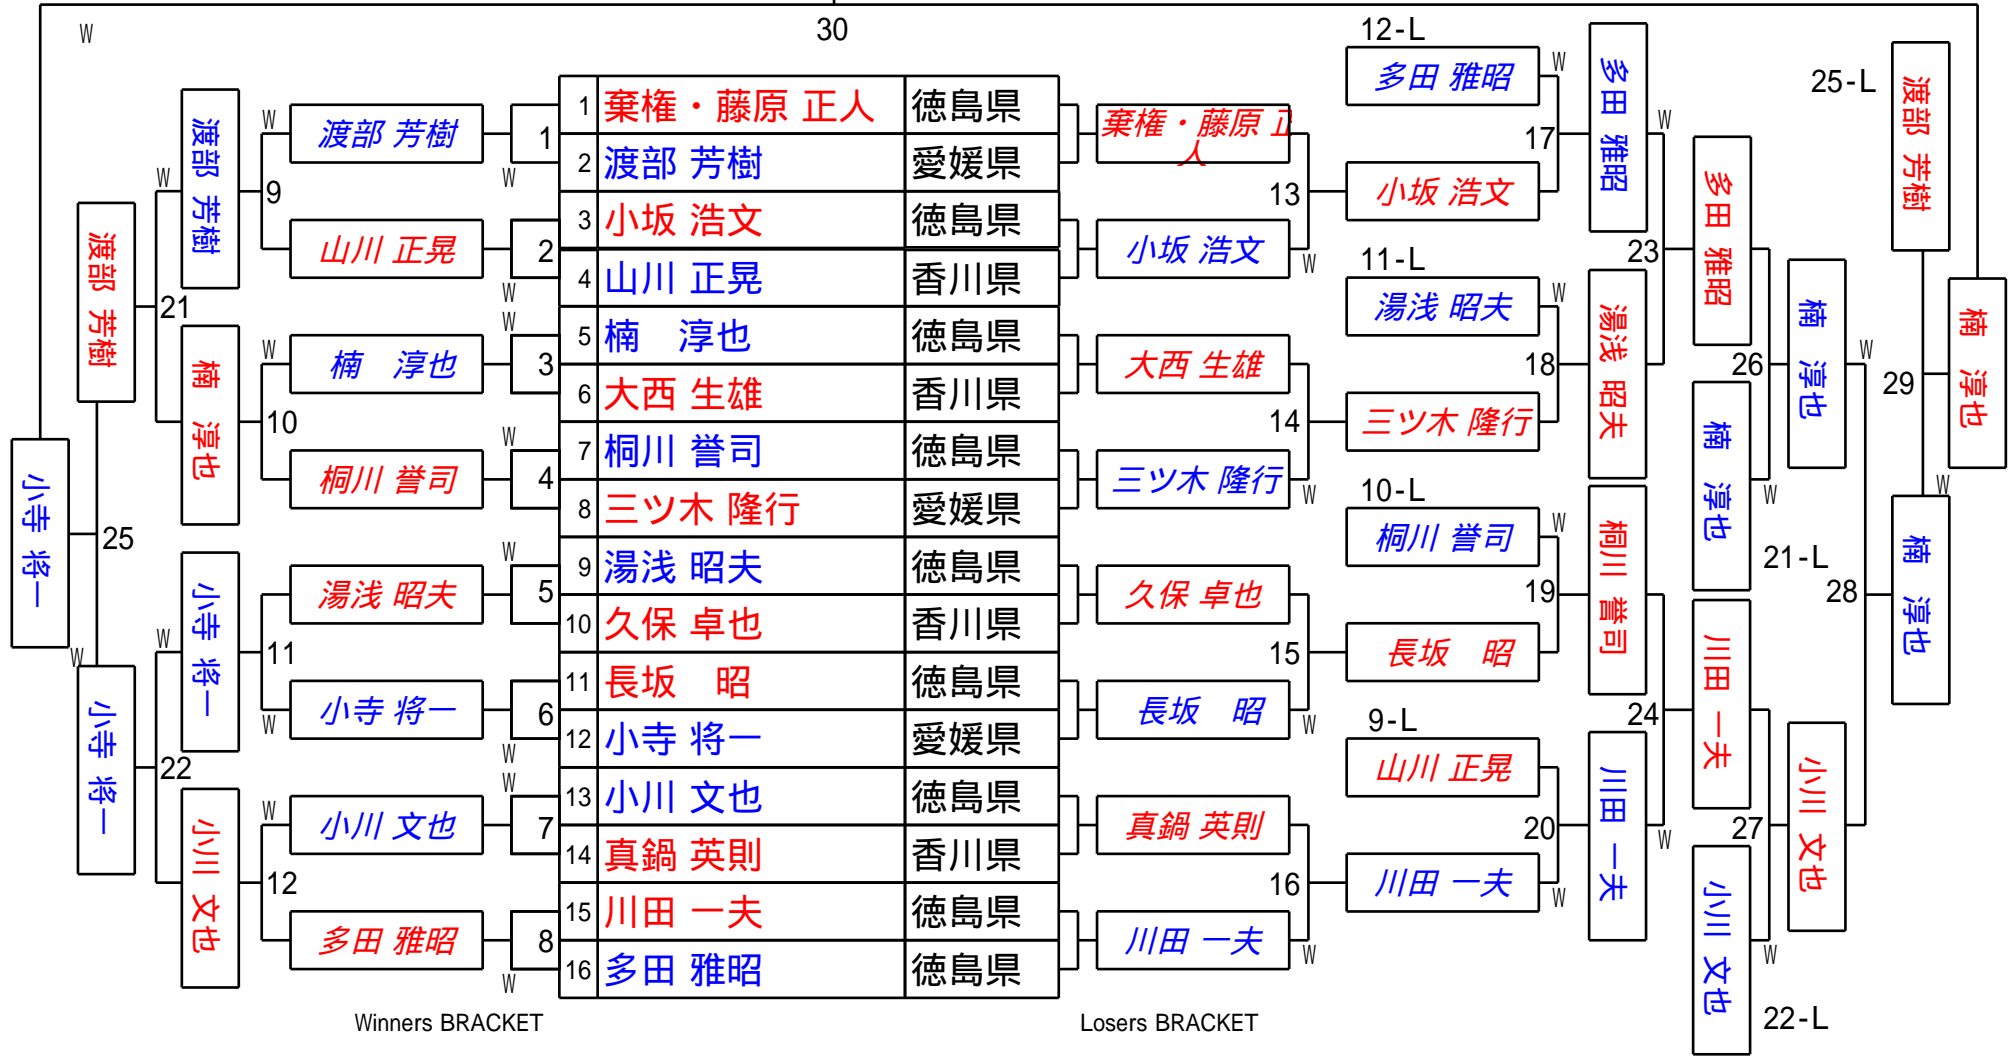 W
30
W
渡部 芳樹
W
渡部 芳樹
9
山川 正晃
W
渡部 芳樹
21
楠 淳也
W
楠　淳也
10
桐川 誉司
小寺 将一
25
W
小寺 将一
W
小寺 将一
11
湯浅 昭夫
W
小寺 将一
22
小川 文也
W
小川 文也
12
多田 雅昭
1
W
2
W
W
3
W
4
W
5
6
W
W
7
8
W
1 棄権・藤原 正人 徳島県
2 渡部 芳樹 愛媛県
3 小坂 浩文 徳島県
4 山川 正晃 香川県
5 楠　淳也 徳島県
6 大西 生雄 香川県
7 桐川 誉司 徳島県
8 三ツ木 隆行 愛媛県
9 湯浅 昭夫 徳島県
10 久保 卓也 香川県
11 長坂　昭 徳島県
12 小寺 将一 愛媛県
13 小川 文也 徳島県
14 真鍋 英則 香川県
15 川田 一夫 徳島県
16 多田 雅昭 徳島県
棄権・藤原 正
人
13
小坂 浩文
W
大西 生雄
14
三ツ木 隆行
W
久保 卓也
15
長坂　昭
W
真鍋 英則
16
川田 一夫
W
12-L
多田 雅昭
W
17
小坂 浩文
11-L
湯浅 昭夫
W
18
三ツ木 隆行
10-L
桐川 誉司
W
19
長坂　昭
9-L
山川 正晃
20
川田 一夫
W
多田 雅昭
W
23
湯浅 昭夫
桐川 誉司
24
川田 一夫
W
多田 雅昭
26
楠 淳也
W
21-L
川田 一夫
27
小川 文也
W
22-L
楠 淳也
W
28
小川 文也
25-L
渡部 芳樹
29
W
楠 淳也
楠 淳也
Winners BRACKET
Losers BRACKET